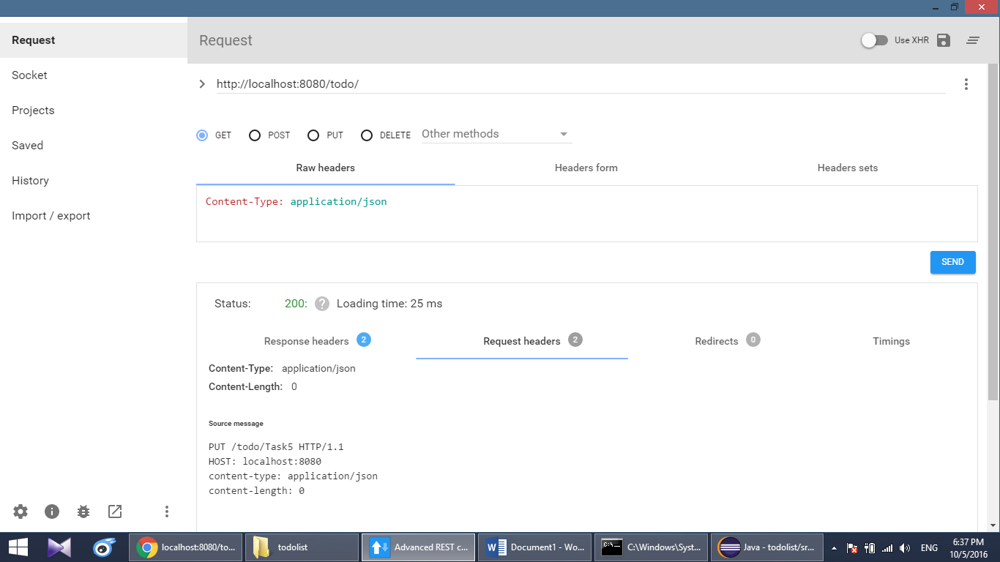 Request
Socket
Projects
Saved
History
Import / export
Request
Use XHR
http://localhost:8080/todo/
GET POST PUT DELETE Other methods
Raw headers Headers form Headers sets
Content-Type: application/json
SEND
Status: 200: ? Loading time: 25 ms
Response headers 2 Request headers 2 Redirects 0 Timings
Content-Type: application/json
Content-Length: 0
Source message
PUT /todo/Task5 HTTP/1.1
HOST: localhost:8080
content-type: application/json
content-length: 0
localhost:8080/to... todolist Advanced REST c... Document1 - Wo... C:\Windows\Syst... Java - todolist/sr... ENG 6:37 PM
10/5/2016